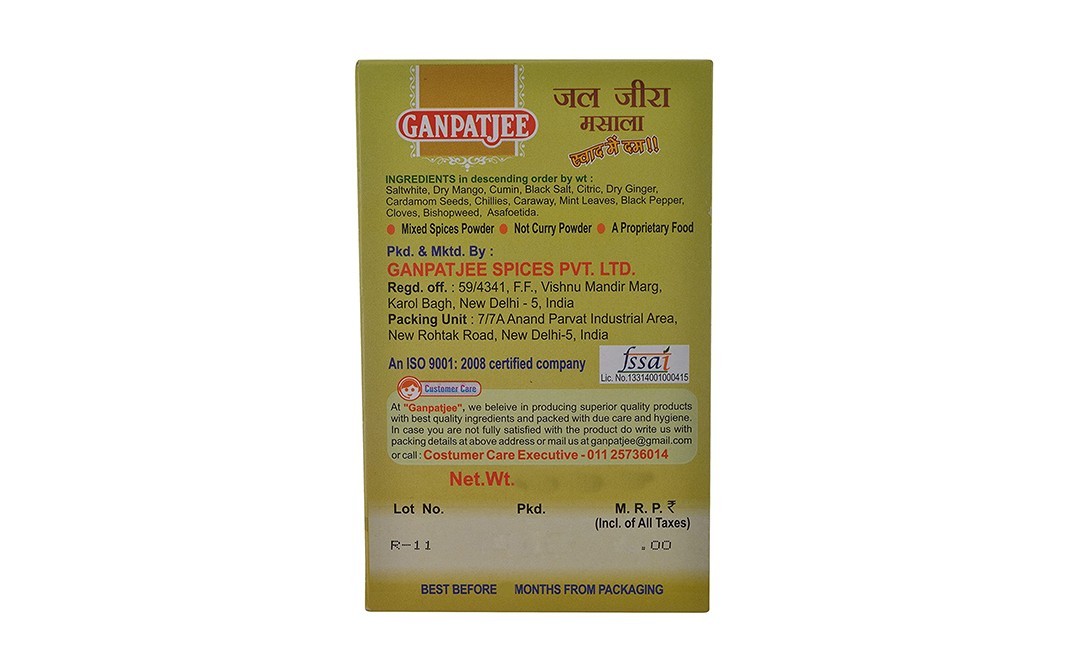 GANPATJEE
जल जीरा
मसाला
स्वाद में दम!!
INGREDIENTS in descending order by wt :
Saltwhite, Dry Mango, Cumin, Black Salt, Citric, Dry Ginger,
Cardamom Seeds, Chillies, Caraway, Mint Leaves, Black Pepper,
Cloves, Bishopweed, Asafoetida.
Mixed Spices Powder Not Curry Powder A Proprietary Food
Pkd. & Mktd. By :
GANPATJEE SPICES PVT. LTD.
Regd. off. : 59/4341, F.F., Vishnu Mandir Marg,
Karol Bagh, New Delhi - 5, India
Packing Unit : 7/7A Anand Parvat Industrial Area,
New Rohtak Road, New Delhi-5, India
An ISO 9001: 2008 certified company
fssai
Lic. No.13314001000415
Customer Care
At "Ganpatjee", we beleive in producing superior quality products
with best quality ingredients and packed with due care and hygiene.
In case you are not fully satisfied with the product do write us with
packing details at above address or mail us at ganpatjee@gmail.com
or call : Costumer Care Executive - 011 25736014
Net.Wt.
Lot No. Pkd. M. R. P. ₹
(Incl. of All Taxes)
R-11 .00
BEST BEFORE MONTHS FROM PACKAGING